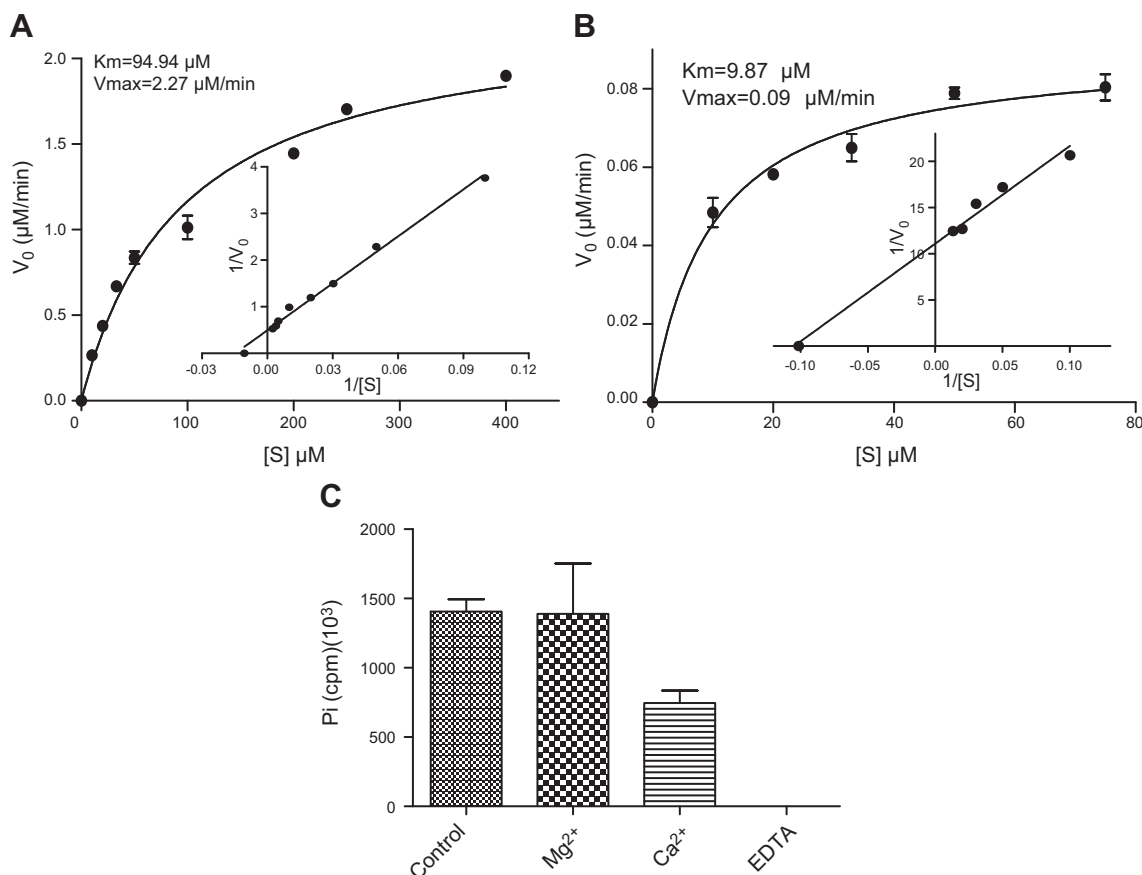 A
Km=94.94 µM
Vmax=2.27 µM/min
2.0
1.5
1.0
0.5
0.0
V0 (µM/min)
0
100
200
300
400
[S] µM
4
3
2
1
1/V0
-0.03
0.00
0.03
0.06
0.09
0.12
1/[S]
B
Km=9.87 µM
Vmax=0.09 µM/min
0.08
0.06
0.04
0.02
0.00
V0 (µM/min)
0
20
40
60
80
[S] µM
20
15
10
5
1/V0
-0.10
-0.05
0.00
0.05
0.10
1/[S]
C
2000
1500
1000
500
0
Pi (cpm)(10³)
Control
Mg²⁺
Ca²⁺
EDTA